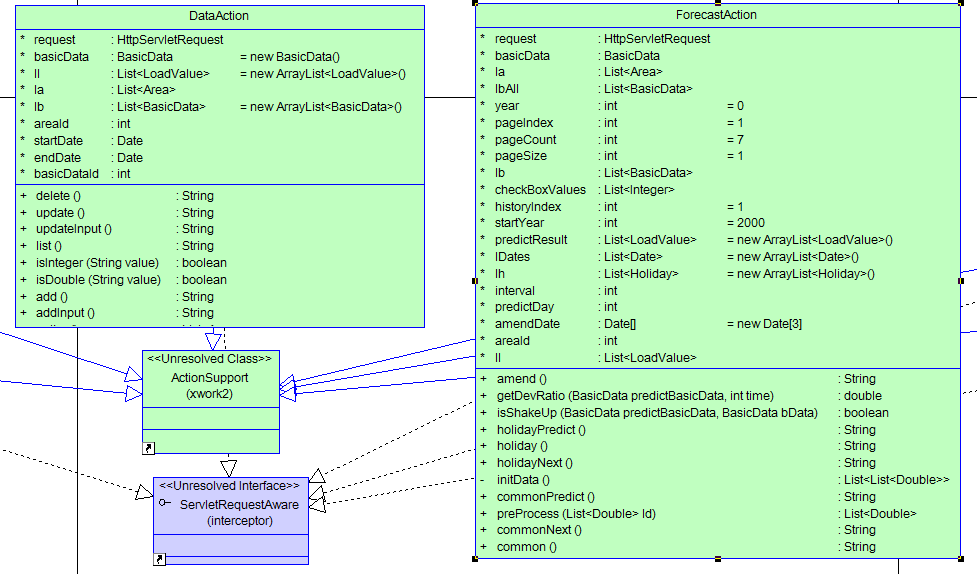 DataAction
* request : HttpServletRequest
* basicData : BasicData = new BasicData()
* ll : List<LoadValue> = new ArrayList<LoadValue>()
* la : List<Area>
* lb : List<BasicData> = new ArrayList<BasicData>()
* areaId : int
* startDate : Date
* endDate : Date
* basicDataId : int
+ delete () : String
+ update () : String
+ updateInput () : String
+ list () : String
+ isInteger (String value) : boolean
+ isDouble (String value) : boolean
+ add () : String
+ addInput () : String
<<Unresolved Class>>
ActionSupport
(xwork2)
<<Unresolved Interface>>
ServletRequestAware
(interceptor)
ForecastAction
* request : HttpServletRequest
* basicData : BasicData
* la : List<Area>
* lbAll : List<BasicData>
* year : int = 0
* pageIndex : int = 1
* pageCount : int = 7
* pageSize : int = 1
* lb : List<BasicData>
* checkBoxValues : List<Integer>
* historyIndex : int = 1
* startYear : int = 2000
* predictResult : List<LoadValue> = new ArrayList<LoadValue>()
* lDates : List<Date> = new ArrayList<Date>()
* lh : List<Holiday> = new ArrayList<Holiday>()
* interval : int
* predictDay : int
* amendDate : Date[] = new Date[3]
* areaId : int
* ll : List<LoadValue>
+ amend () : String
+ getDevRatio (BasicData predictBasicData, int time) : double
+ isShakeUp (BasicData predictBasicData, BasicData bData) : boolean
+ holidayPredict () : String
+ holiday () : String
+ holidayNext () : String
- initData () : List<List<Double>>
+ commonPredict () : String
+ preProcess (List<Double> ld) : List<Double>
+ commonNext () : String
+ common () : String